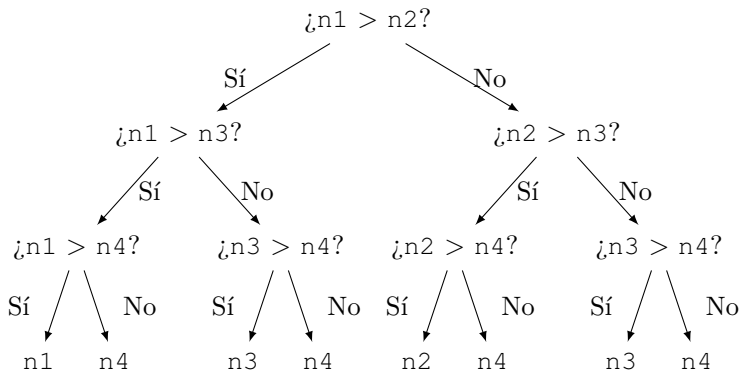 ¿n1 > n2?
Sí No
¿n1 > n3? ¿n2 > n3?
Sí No Sí No
¿n1 > n4? ¿n3 > n4? ¿n2 > n4? ¿n3 > n4?
Sí No Sí No Sí No Sí No
n1 n4 n3 n4 n2 n4 n3 n4